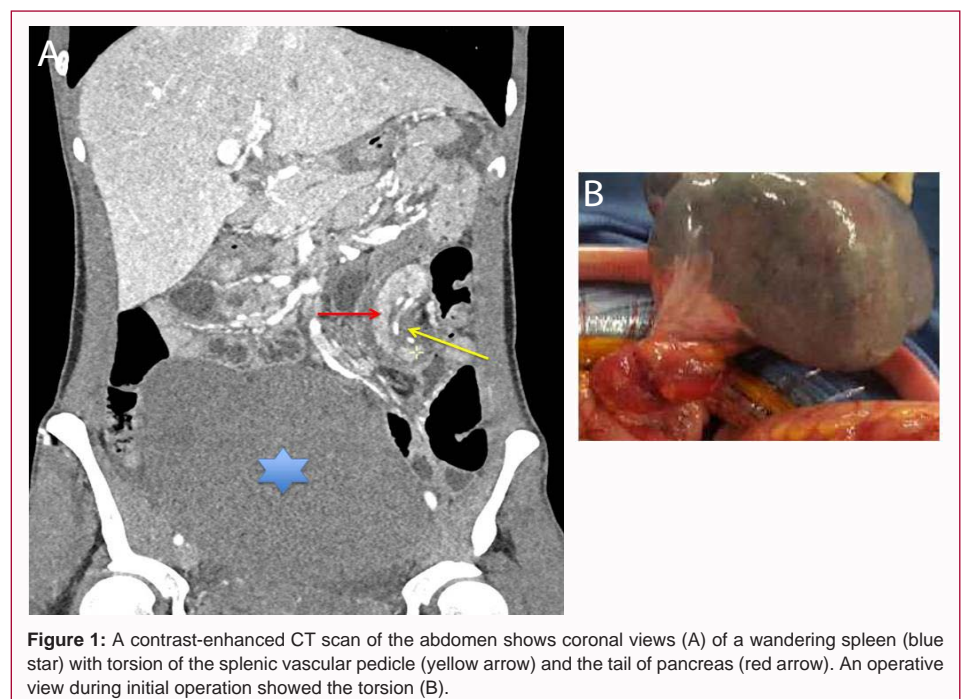 A
B
Figure 1: A contrast-enhanced CT scan of the abdomen shows coronal views (A) of a wandering spleen (blue
star) with torsion of the splenic vascular pedicle (yellow arrow) and the tail of pancreas (red arrow). An operative
view during initial operation showed the torsion (B).